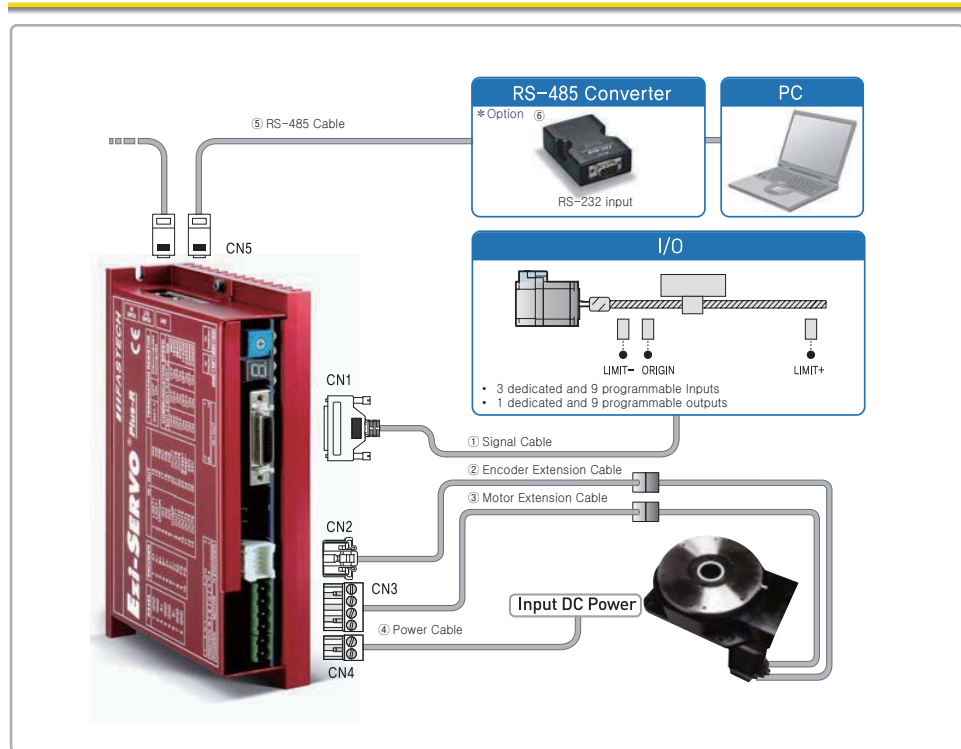 RS-485 Converter
PC
*Option ⑥
⑤ RS-485 Cable
RS-232 input
CN5
I/O
LIMIT- ORIGIN
LIMIT+
• 3 dedicated and 9 programmable Inputs
• 1 dedicated and 9 programmable outputs
CN1
① Signal Cable
② Encoder Extension Cable
③ Motor Extension Cable
CN2
CN3
Input DC Power
④ Power Cable
CN4
FASTECH
CE
Ezi-SERVO® Plus-R